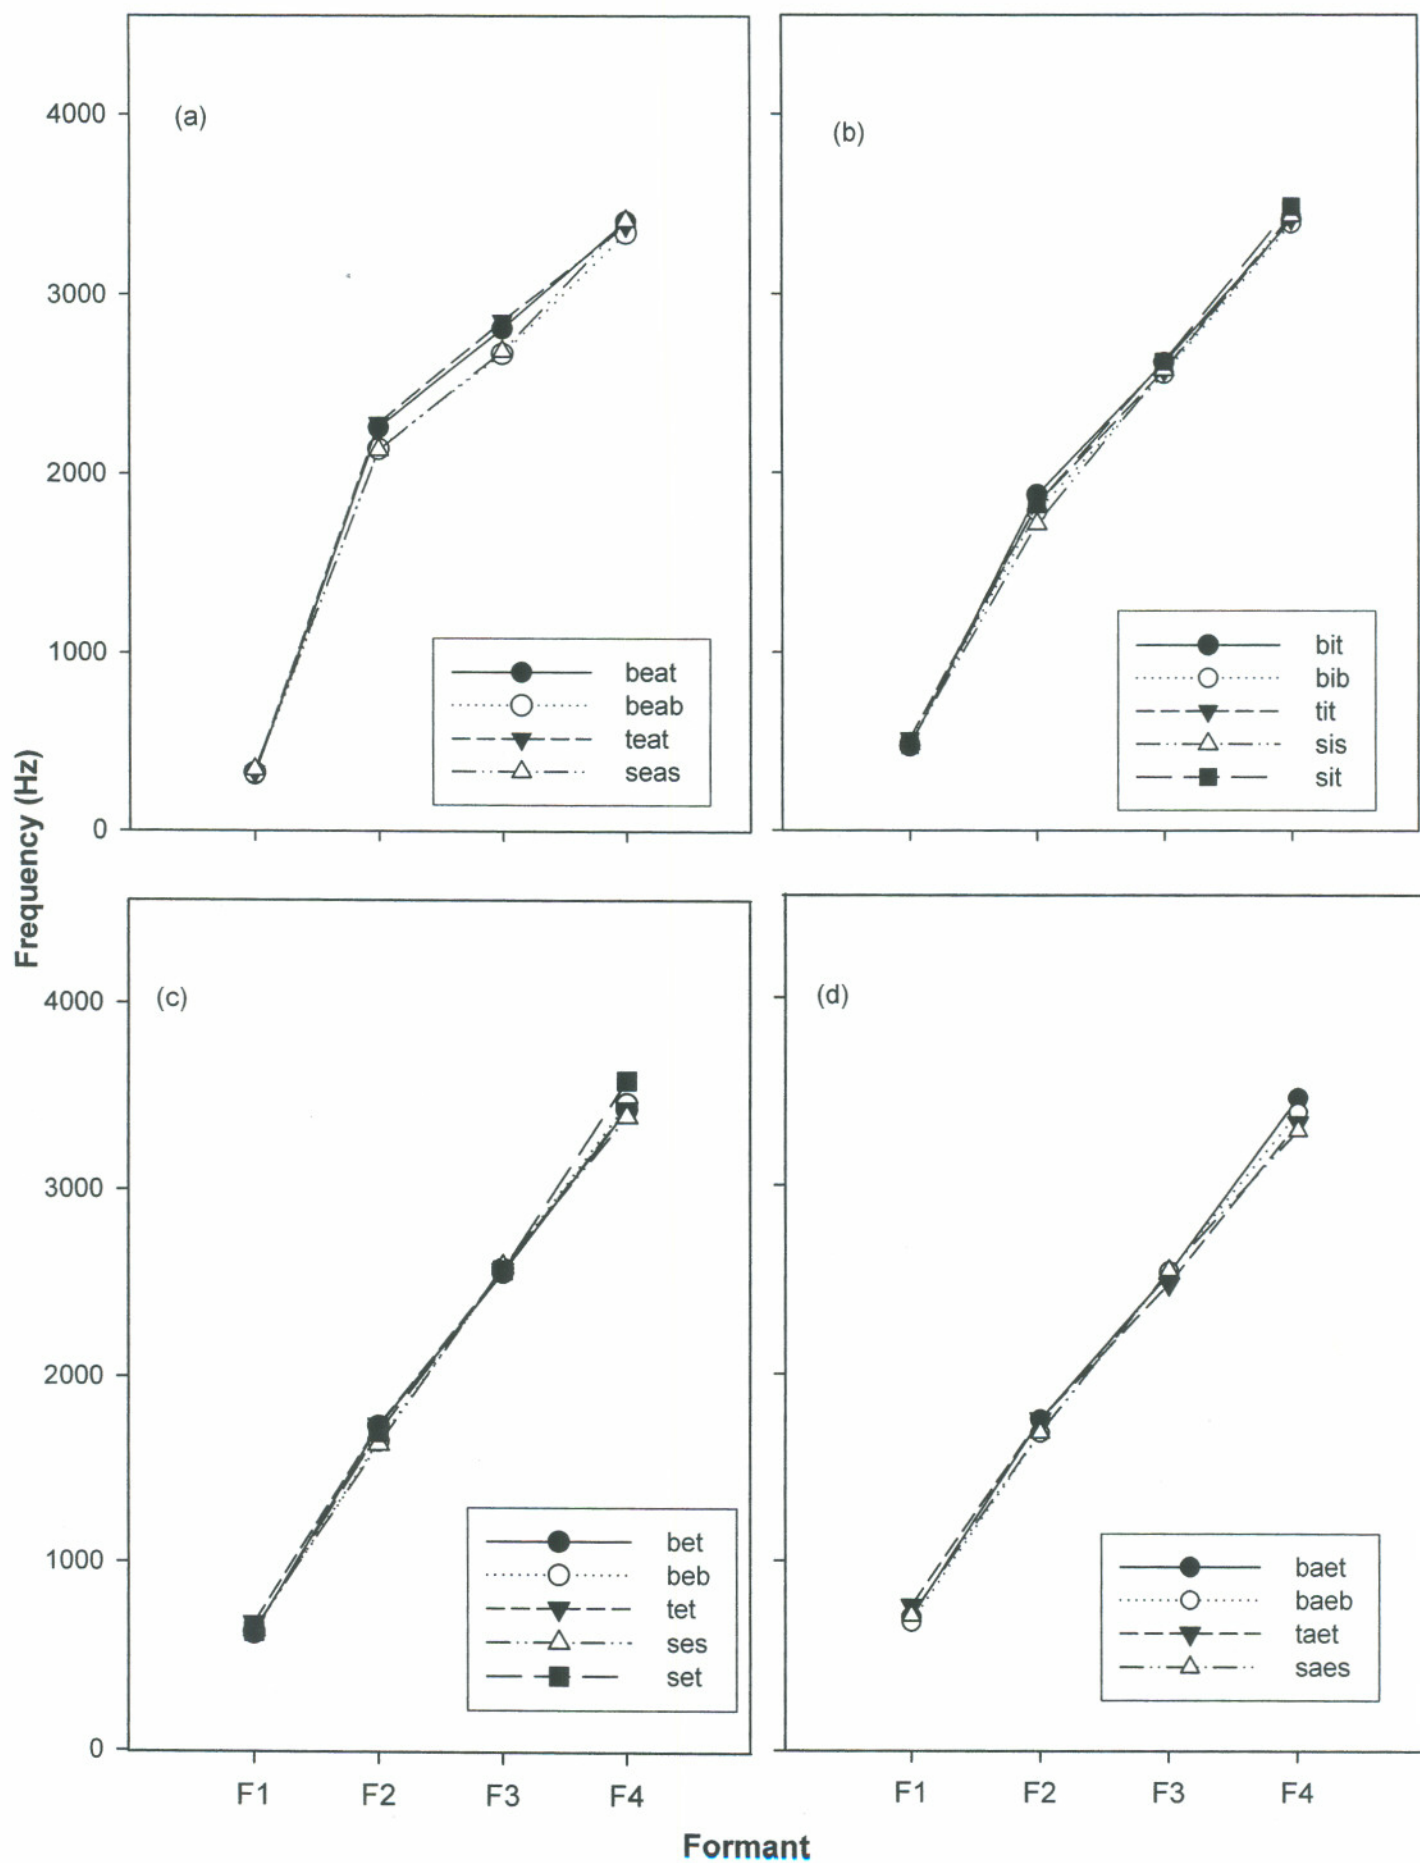 (a)
4000
3000
2000
1000
0
beat
beab
teat
seas
(b)
bit
bib
tit
sis
sit
Frequency (Hz)
(c)
4000
3000
2000
1000
0
bet
beb
tet
ses
set
F1 F2 F3 F4
(d)
baet
baeb
taet
saes
F1 F2 F3 F4
Formant